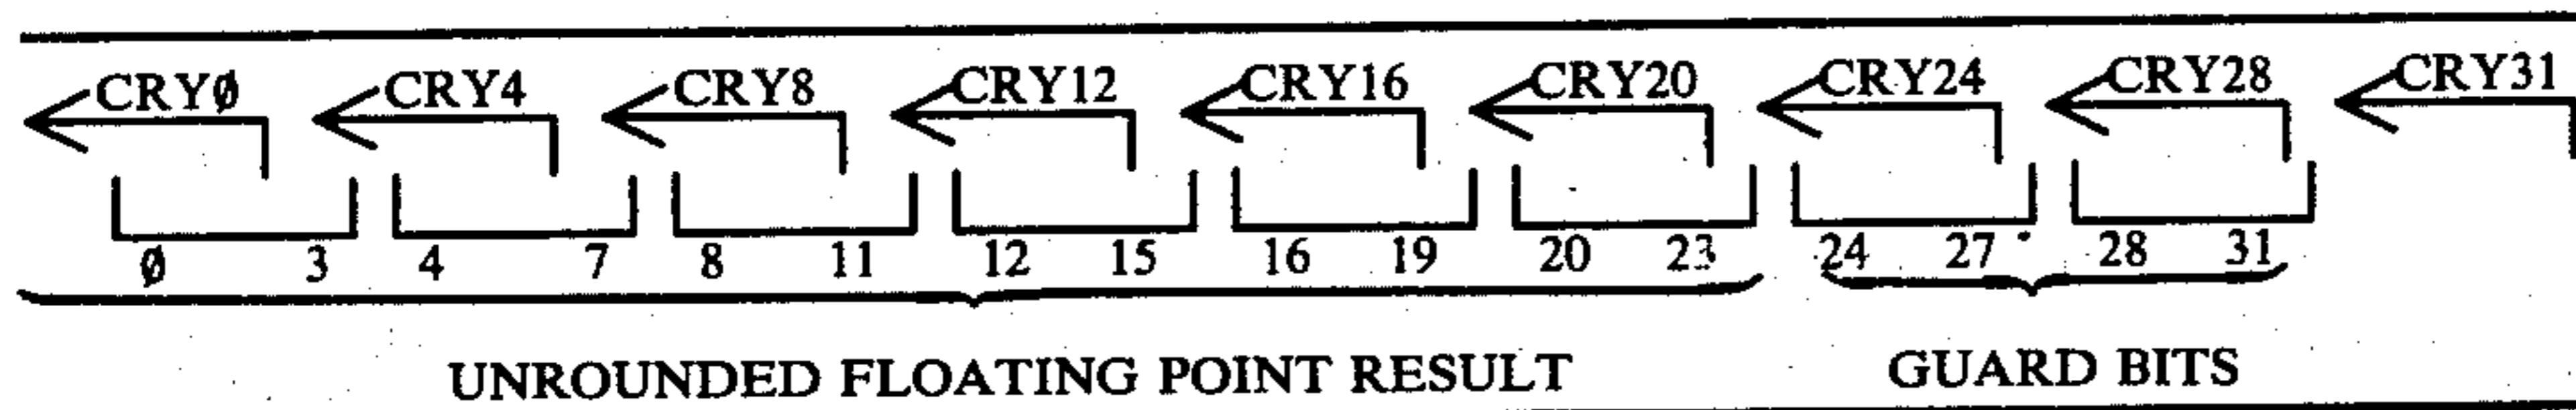 CRYØ CRY4 CRY8 CRY12 CRY16 CRY20 CRY24 CRY28 CRY31
Ø 3 4 7 8 11 12 15 16 19 20 23 24 27 28 31
UNROUNDED FLOATING POINT RESULT GUARD BITS